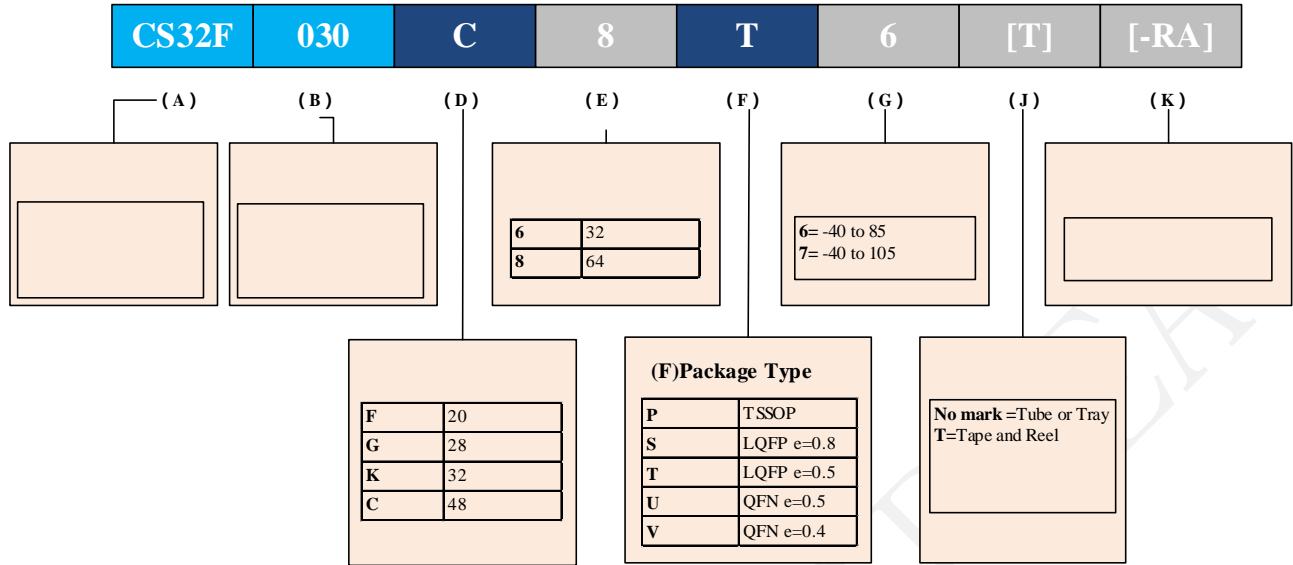 CS32F 030 C 8 T 6 [T] [-RA]
(A) (B) (D) (E) (F) (G) (J) (K)
6 32
8 64
6= -40 to 85
7= -40 to 105
F 20
G 28
K 32
C 48
(F)Package Type
P TSSOP
S LQFP e=0.8
T LQFP e=0.5
U QFN e=0.5
V QFN e=0.4
No mark =Tube or Tray
T=Tape and Reel